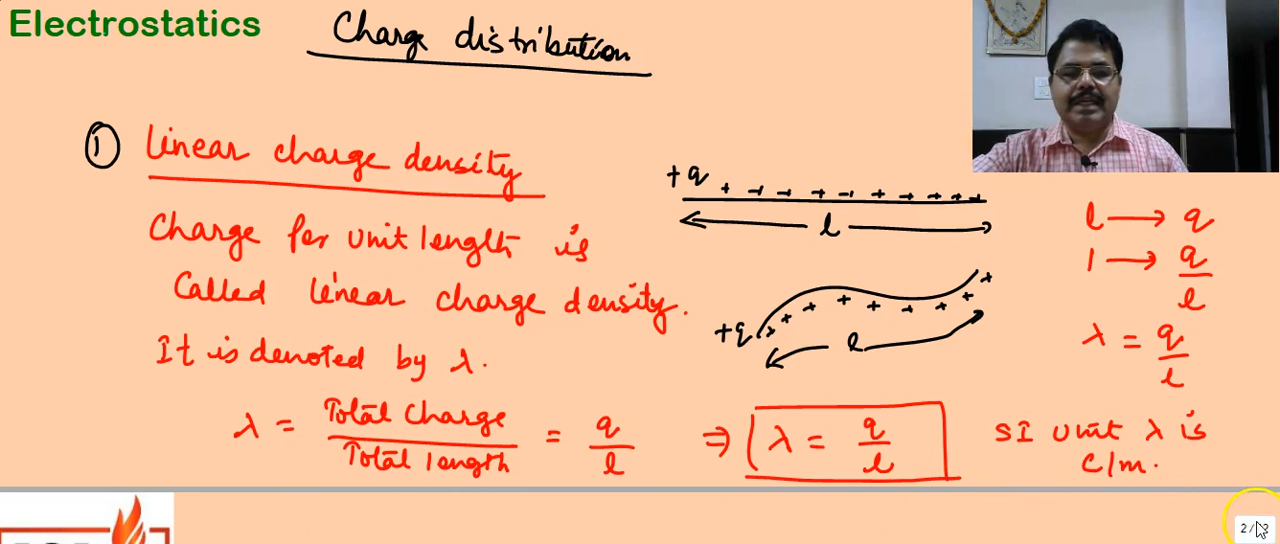 Electrostatics
Charge distribution
① Linear charge density
Charge per unit length is
called linear charge density.
It is denoted by λ.
λ = Total charge / Total length = q / l ⇒ λ = q / l
+q + + + + + + + + + +
l
+q + + + + + + + + +
l
l → q
1 → q / l
λ = q / l
SI unit λ is
C/m.